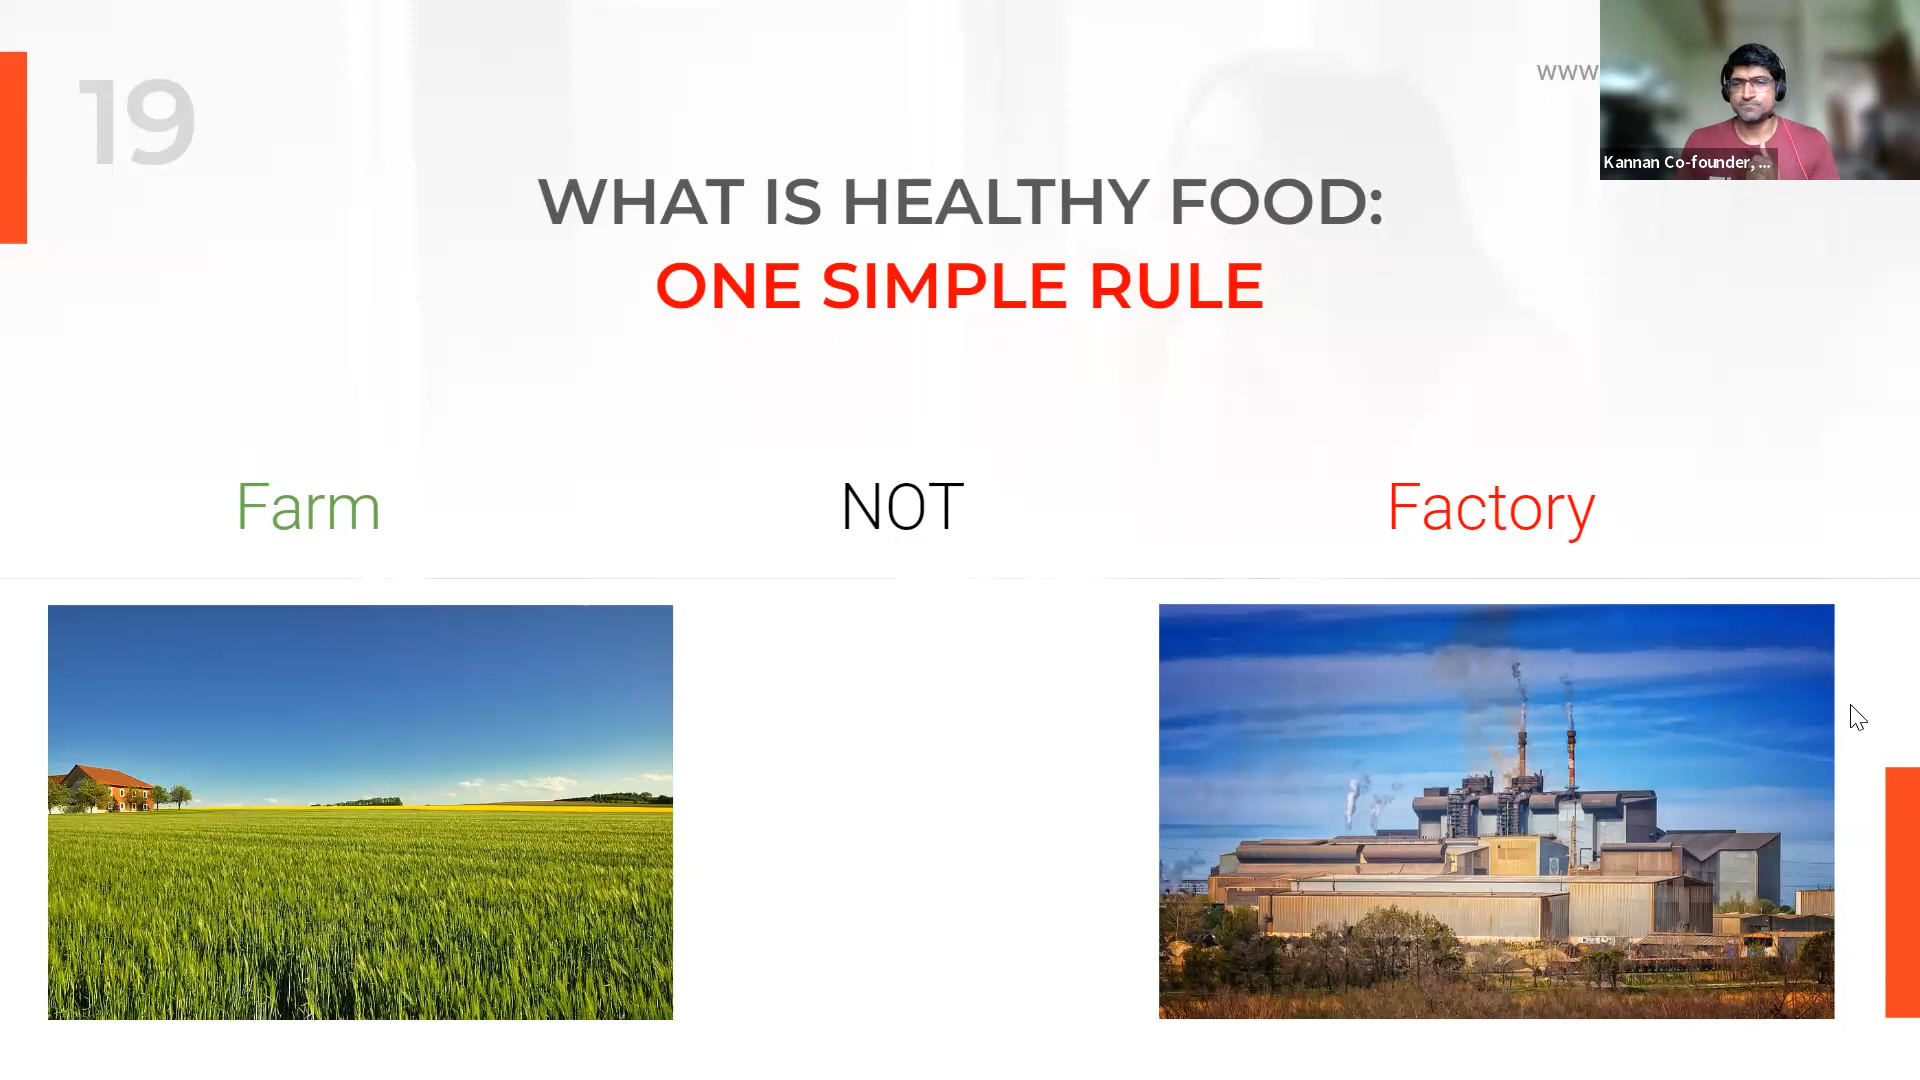 19
www
Kannan Co-founder, ...
WHAT IS HEALTHY FOOD:
ONE SIMPLE RULE
Farm
NOT
Factory